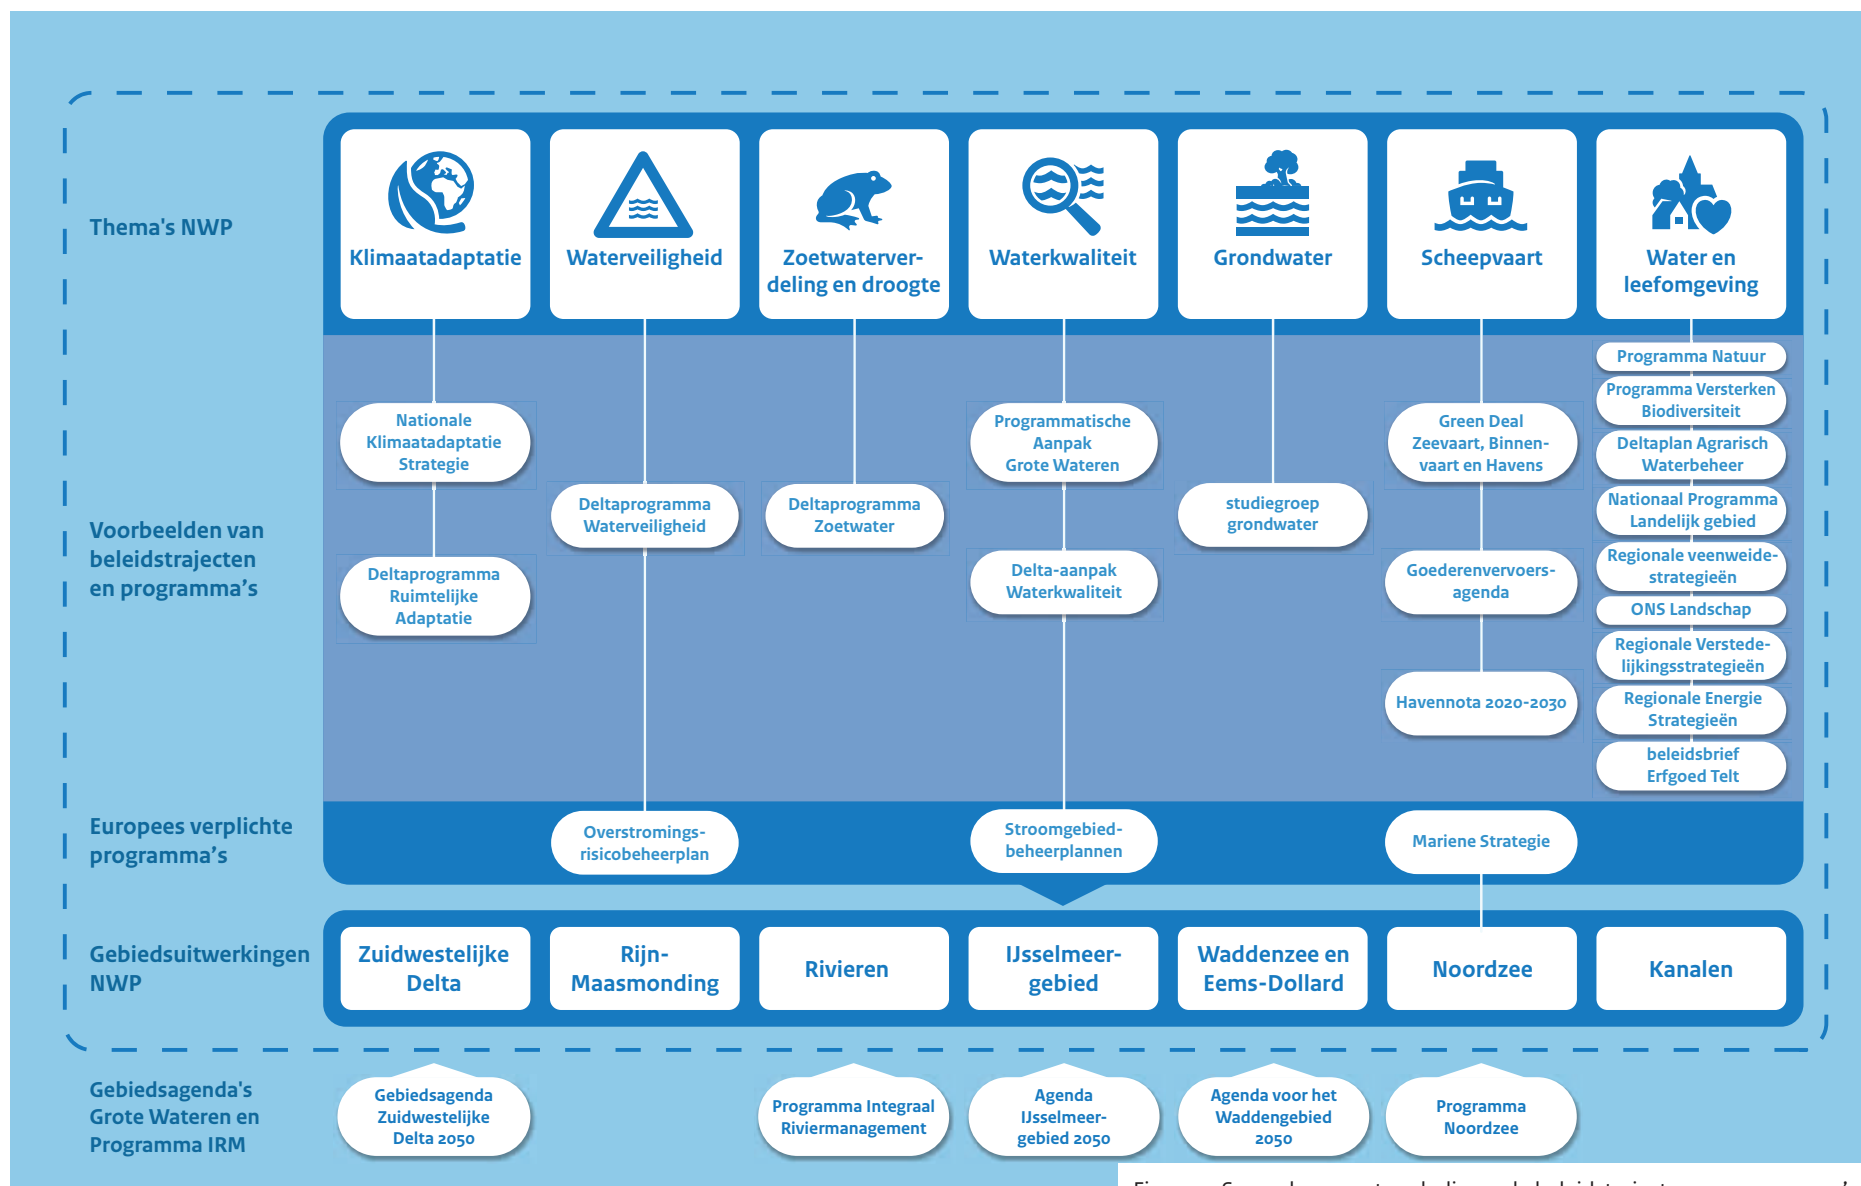 Thema's NWP
Klimaatadaptatie
Waterveiligheid
Zoetwaterver-
deling en droogte
Waterkwaliteit
Grondwater
Scheepvaart
Water en
leefomgeving
Voorbeelden van
beleidstrajecten
en programma’s
Nationale
Klimaatadaptatie
Strategie
Deltaprogramma
Ruimtelijke
Adaptatie
Deltaprogramma
Waterveiligheid
Deltaprogramma
Zoetwater
Programmatische
Aanpak
Grote Wateren
Delta-aanpak
Waterkwaliteit
studiegroep
grondwater
Green Deal
Zeevaart, Binnen-
vaart en Havens
Goederenvervoers-
agenda
Havennota 2020-2030
Programma Natuur
Programma Versterken
Biodiversiteit
Deltaplan Agrarisch
Waterbeheer
Nationaal Programma
Landelijk gebied
Regionale veenweide-
strategieën
ONS Landschap
Regionale Verstede-
lijkingsstrategieën
Regionale Energie
Strategieën
beleidsbrief
Erfgoed Telt
Europees verplichte
programma’s
Overstromings-
risicobeheerplan
Stroomgebied-
beheerplannen
Mariene Strategie
Gebiedsuitwerkingen
NWP
Zuidwestelijke
Delta
Rijn-
Maasmonding
Rivieren
IJsselmeer-
gebied
Waddenzee en
Eems-Dollard
Noordzee
Kanalen
Gebiedsagenda's
Grote Wateren en
Programma IRM
Gebiedsagenda
Zuidwestelijke
Delta 2050
Programma Integraal
Riviermanagement
Agenda
IJsselmeer-
gebied 2050
Agenda voor het
Waddengebied
2050
Programma
Noordzee